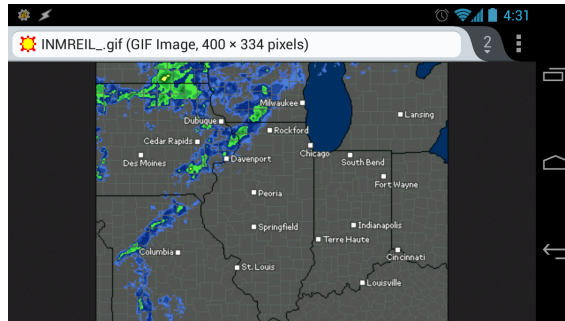 4:31
INMREIL_.gif (GIF Image, 400 × 334 pixels)
2
Milwaukee
Lansing
Dubuque
Rockford
Cedar Rapids
Chicago
Davenport
South Bend
Des Moines
Fort Wayne
Peoria
Springfield
Indianapolis
Terre Haute
Columbia
Cincinnati
St. Louis
Louisville